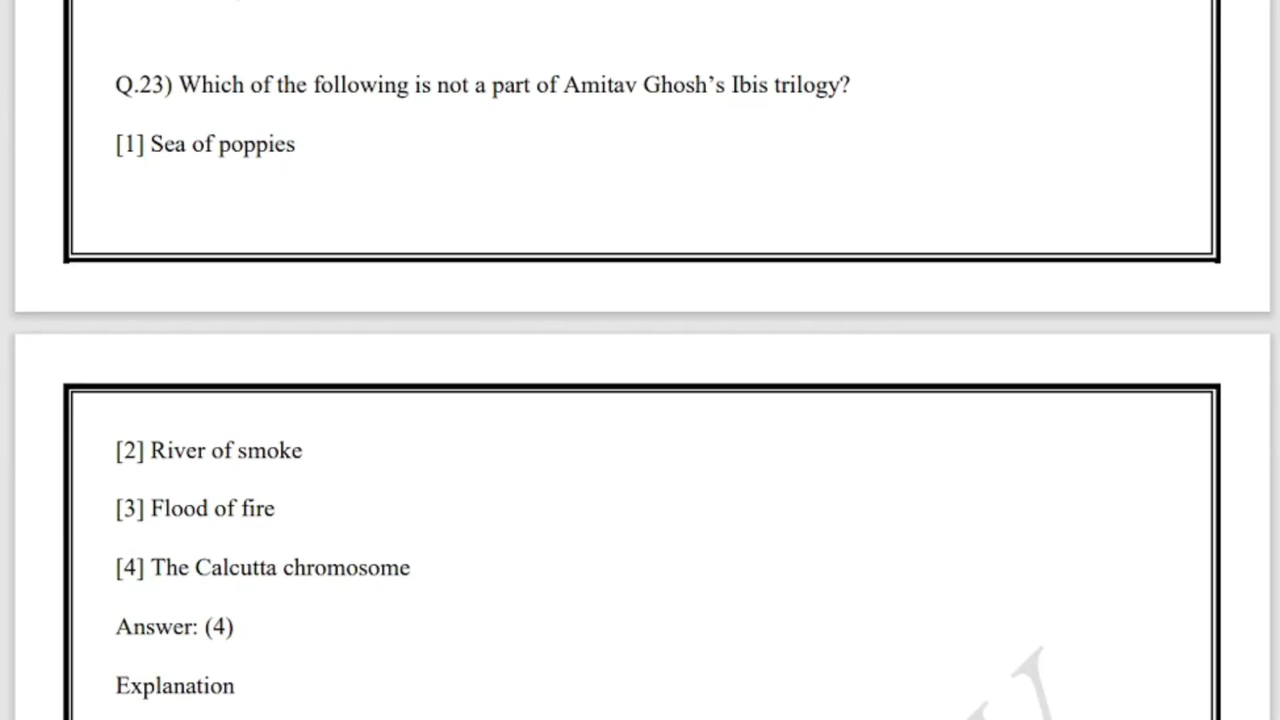 Q.23) Which of the following is not a part of Amitav Ghosh’s Ibis trilogy?
[1] Sea of poppies
[2] River of smoke
[3] Flood of fire
[4] The Calcutta chromosome
Answer: (4)
Explanation